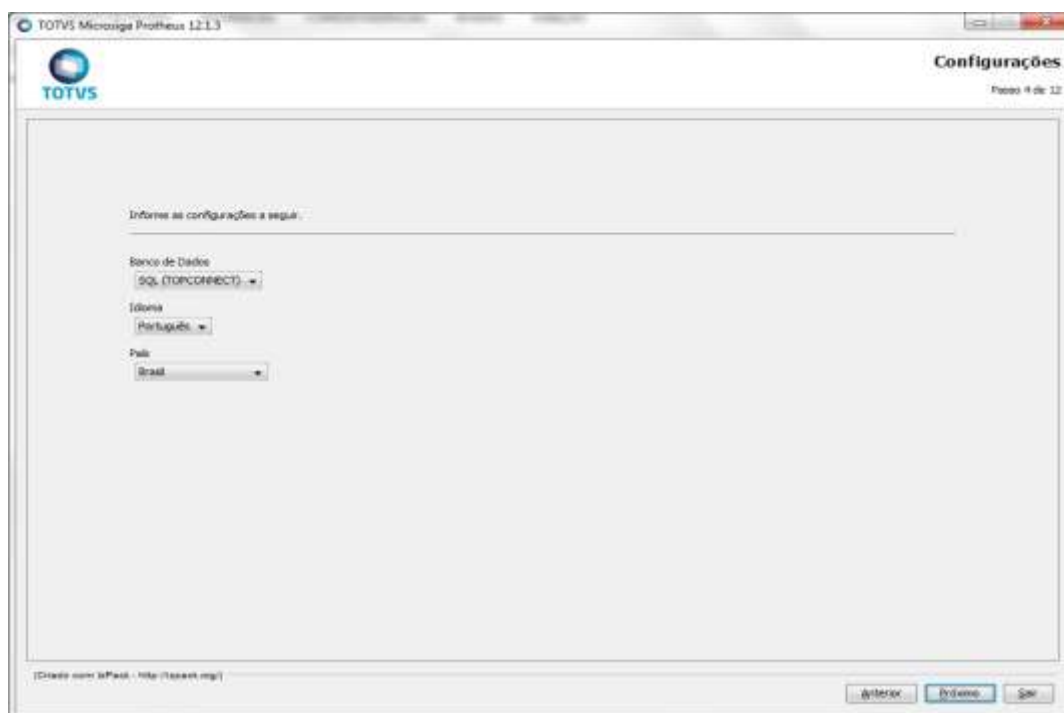 TOTVS Microsiga Protheus 12.1.3
TOTVS
Configurações
Passo 4 de 12
Informe as configurações a seguir.
Banco de Dados
SQL (TOPCONNECT)
Idioma
Português
País
Brasil
(Criado com IzPack - http://izpack.org/)
Anterior
Próximo
Sair